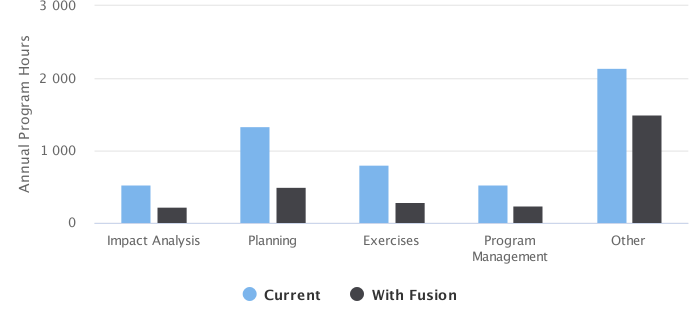 3 000
2 000
1 000
0
Annual Program Hours
Impact Analysis
Planning
Exercises
Program
Management
Other
Current
With Fusion